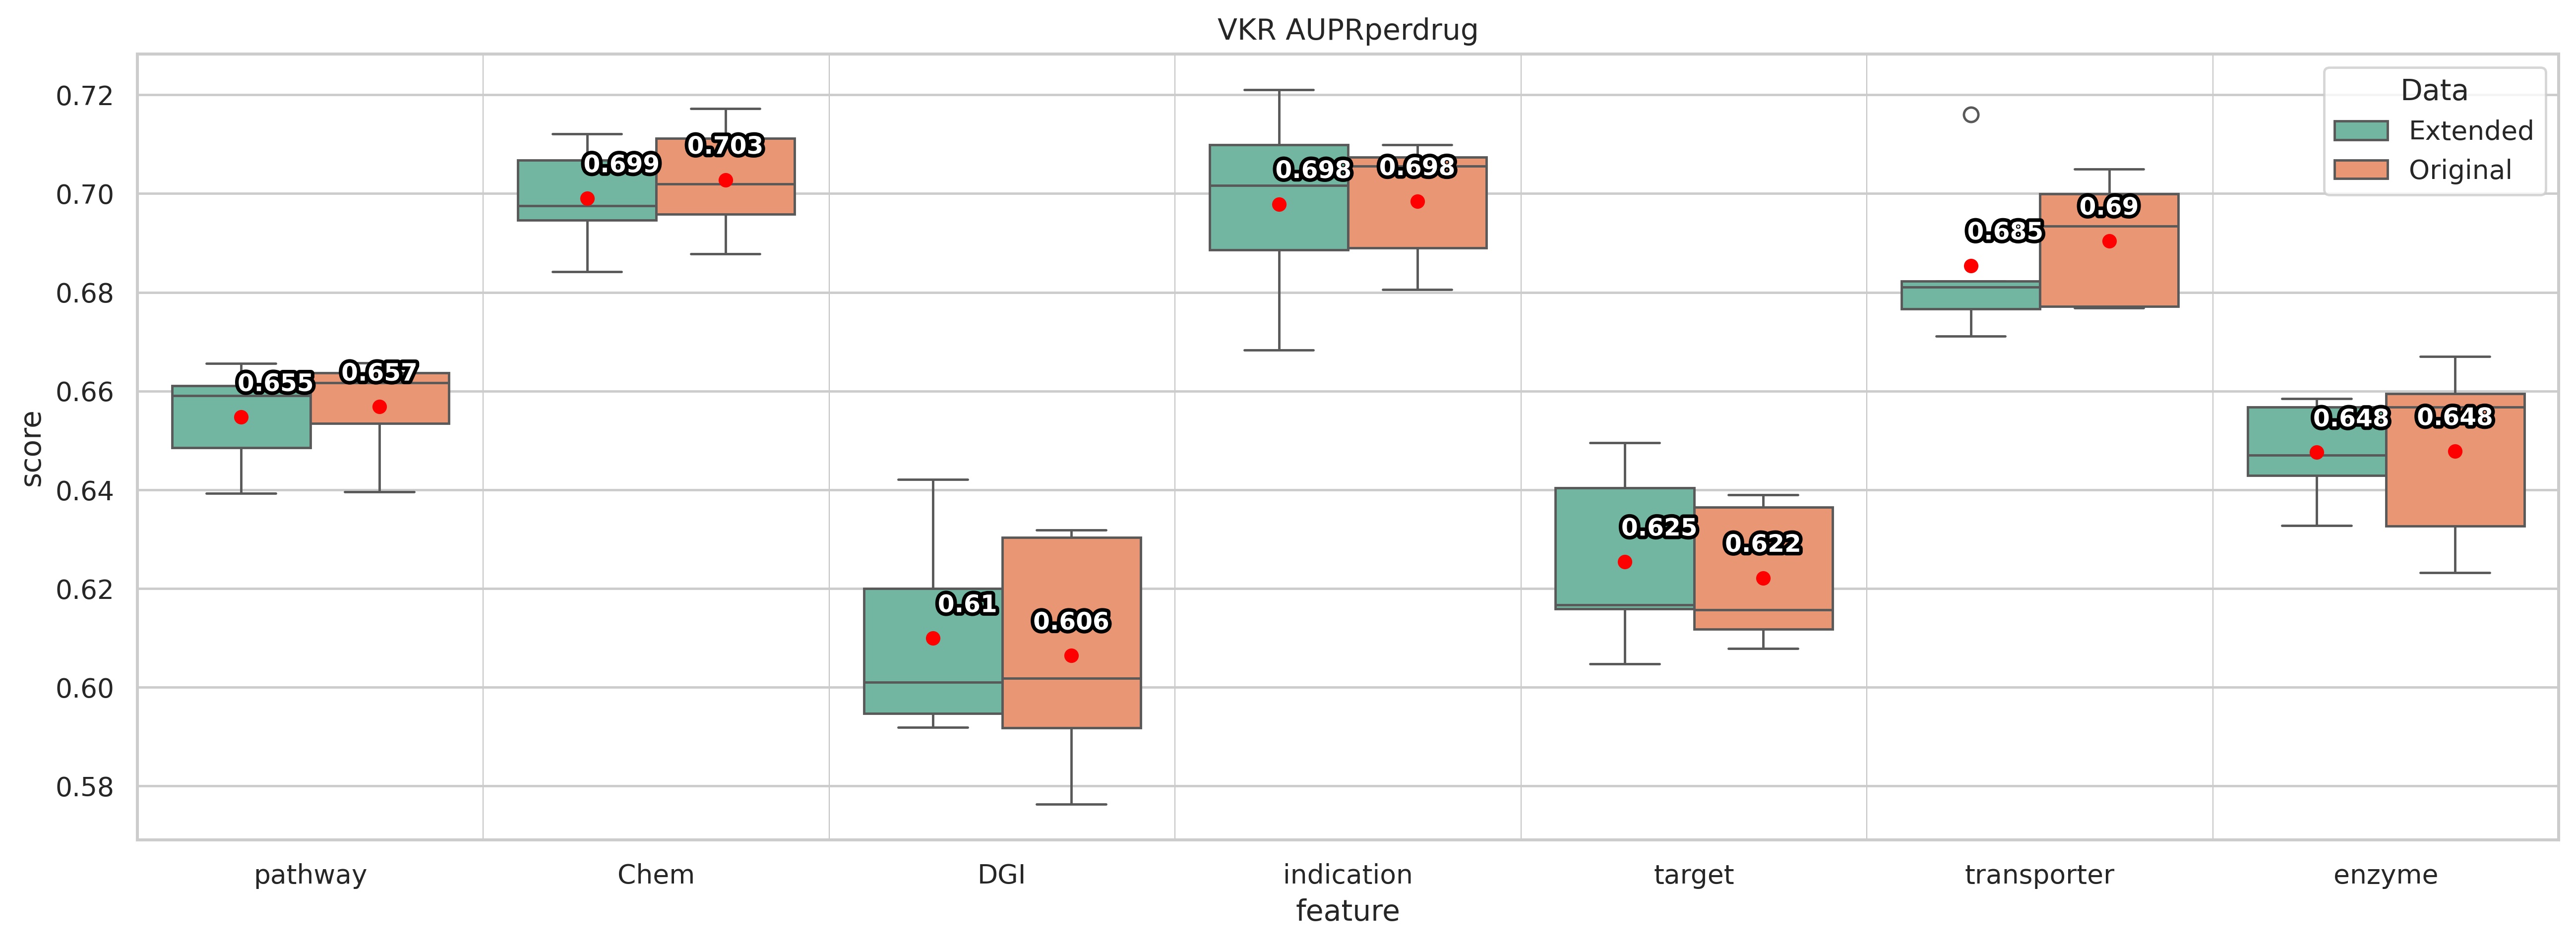 VKR AUPRperdrug
Data
Extended
Original
score
0.72
0.70
0.68
0.66
0.64
0.62
0.60
0.58
0.655
0.657
0.699
0.703
0.61
0.606
0.698
0.698
0.625
0.622
0.685
0.69
0.648
0.648
pathway
Chem
DGI
indication
target
transporter
enzyme
feature